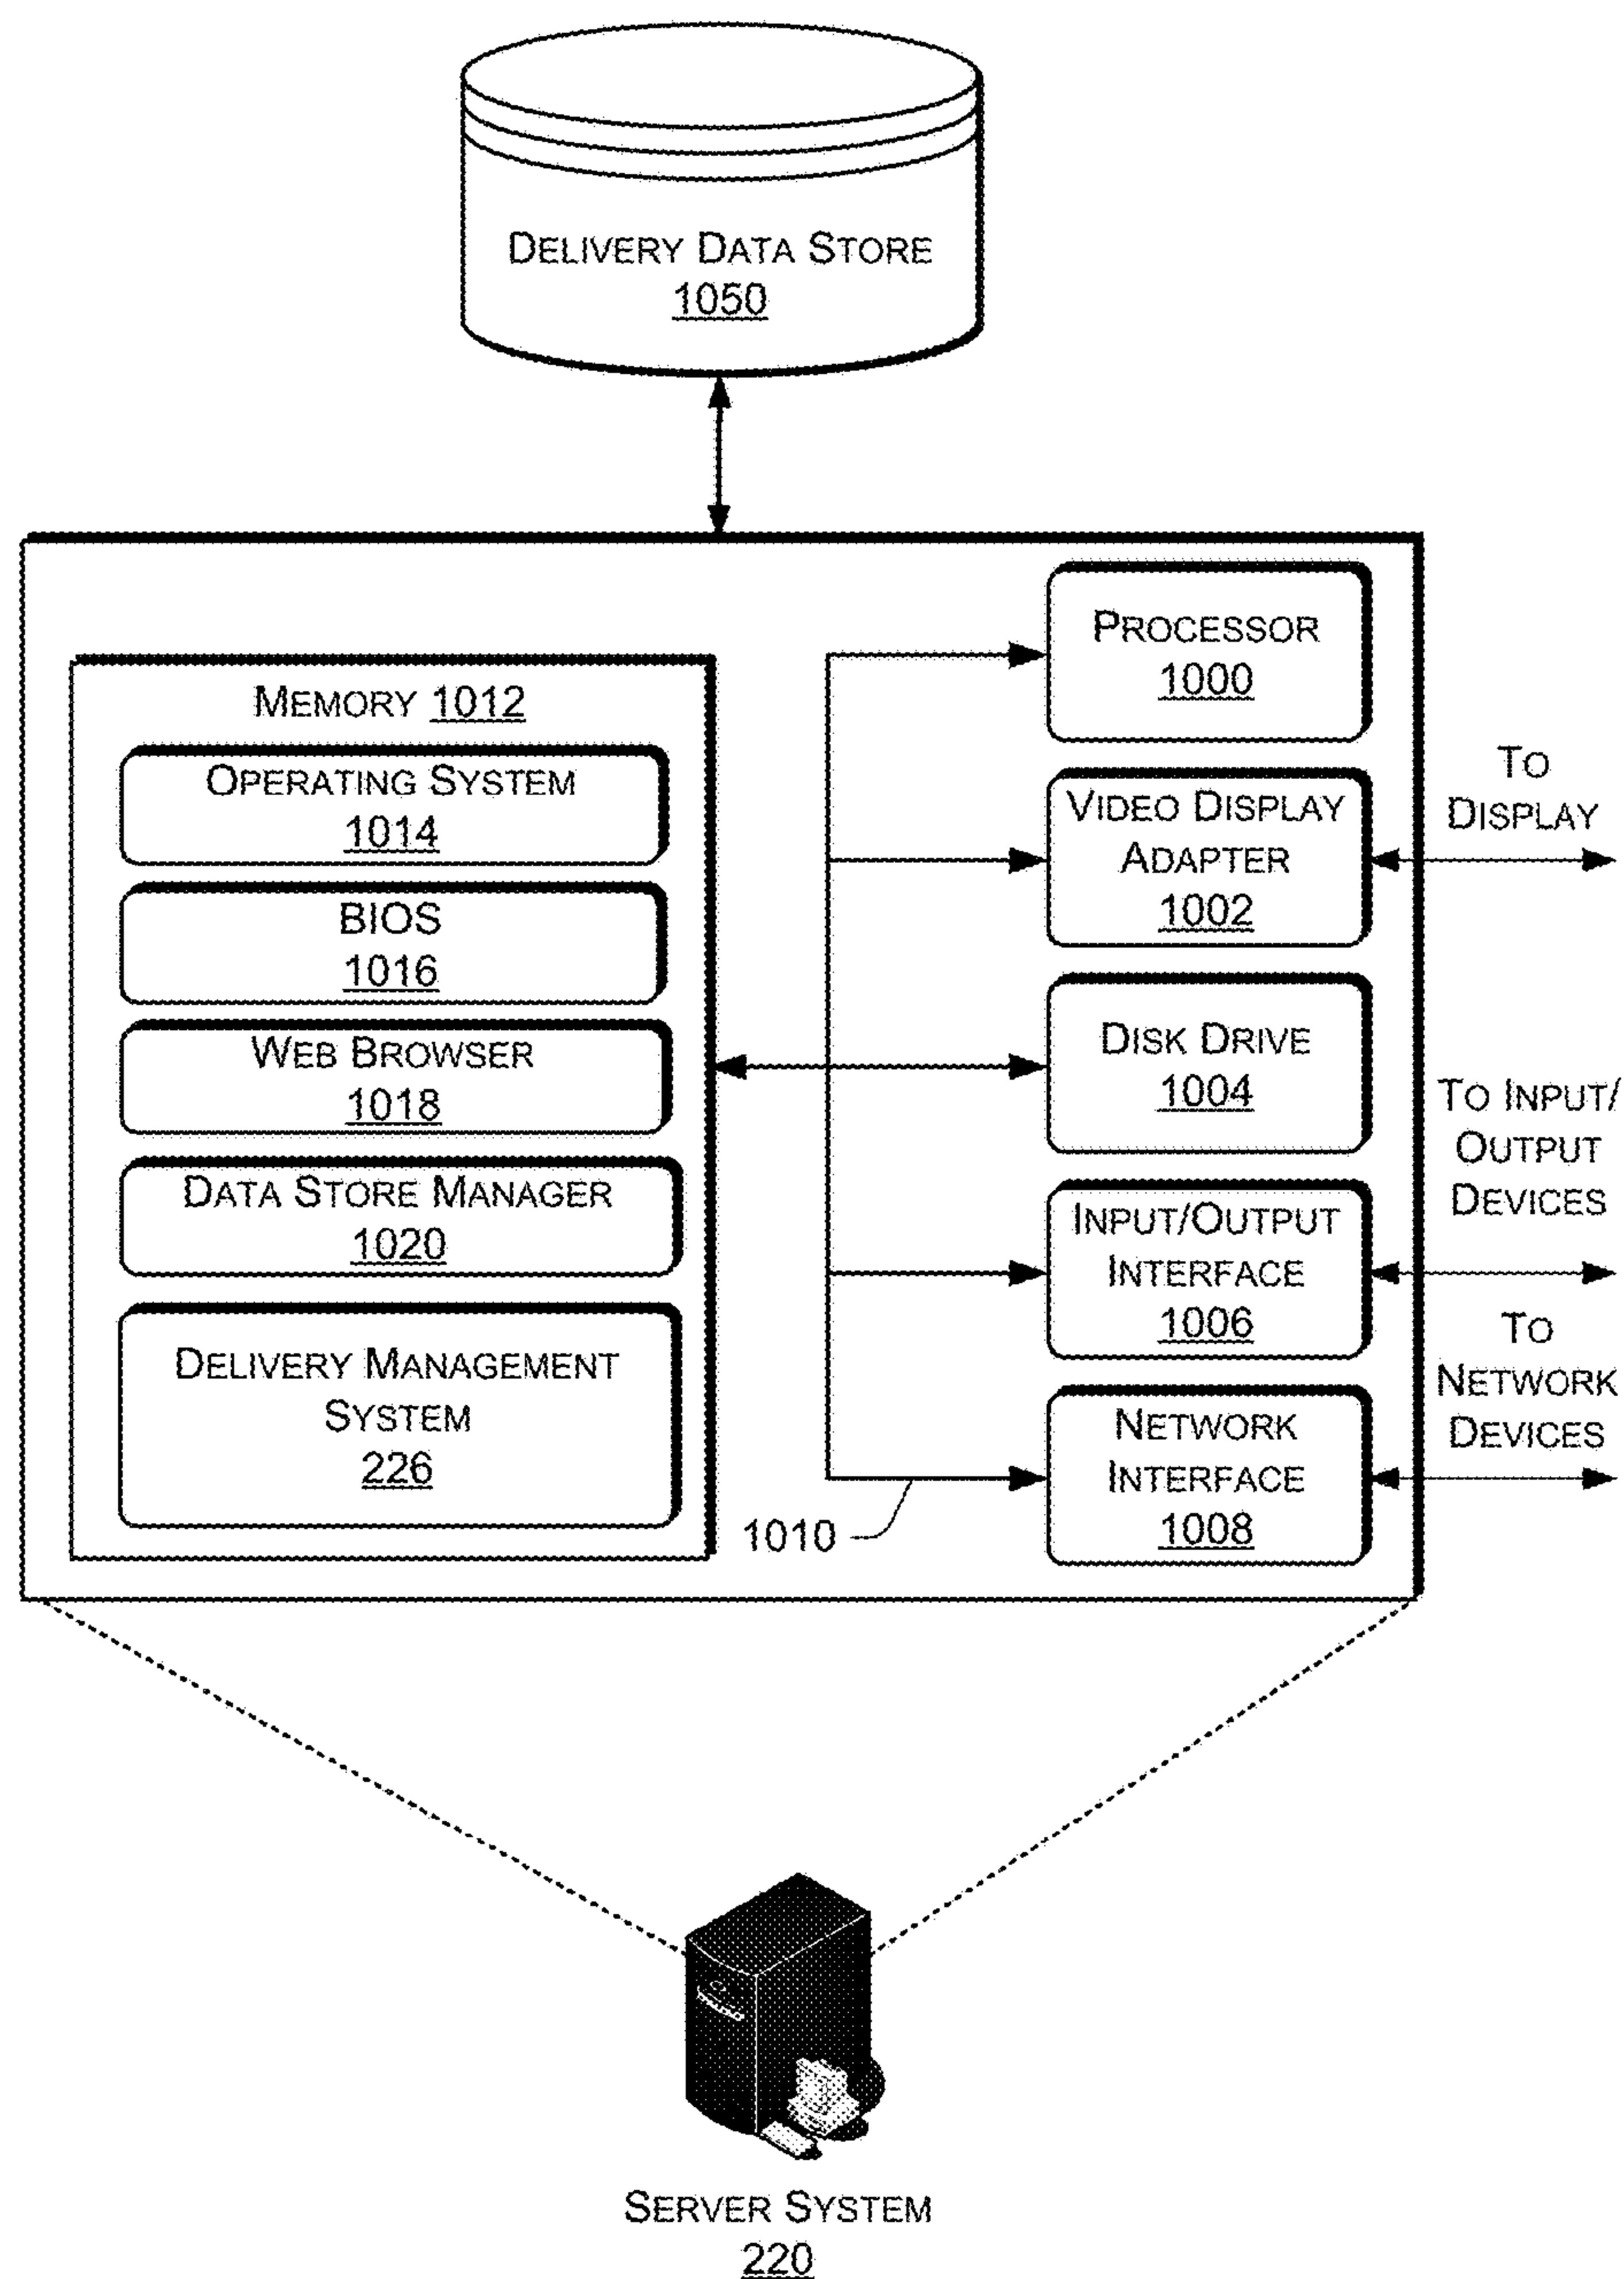 DELIVERY DATA STORE
1050
MEMORY 1012
OPERATING SYSTEM
1014
BIOS
1016
WEB BROWSER
1018
DATA STORE MANAGER
1020
DELIVERY MANAGEMENT
SYSTEM
226
PROCESSOR
1000
VIDEO DISPLAY
ADAPTER
1002
DISK DRIVE
1004
INPUT/OUTPUT
INTERFACE
1006
NETWORK
INTERFACE
1008
1010
TO
DISPLAY
TO INPUT/
OUTPUT
DEVICES
TO
NETWORK
DEVICES
SERVER SYSTEM
220